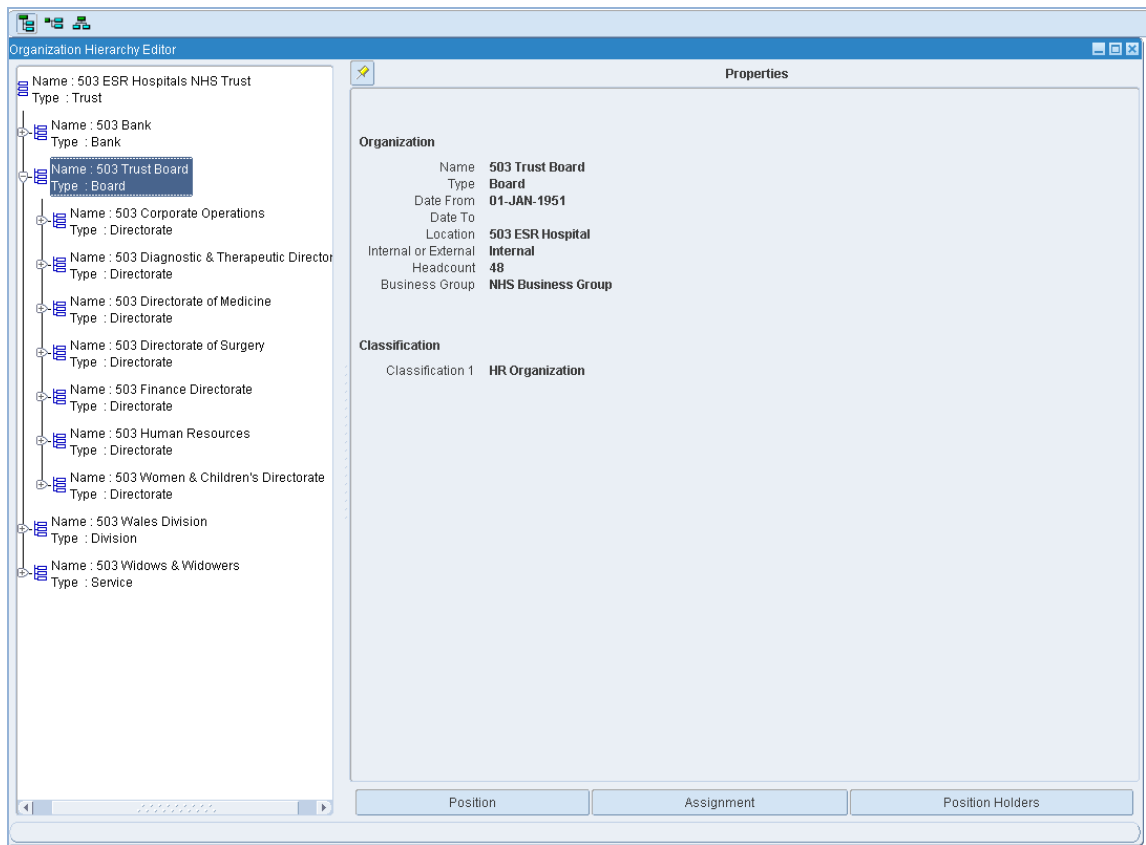 Organization Hierarchy Editor
Name : 503 ESR Hospitals NHS Trust
Type : Trust
Name : 503 Bank
Type : Bank
Name : 503 Trust Board
Type : Board
Name : 503 Corporate Operations
Type : Directorate
Name : 503 Diagnostic & Therapeutic Director
Type : Directorate
Name : 503 Directorate of Medicine
Type : Directorate
Name : 503 Directorate of Surgery
Type : Directorate
Name : 503 Finance Directorate
Type : Directorate
Name : 503 Human Resources
Type : Directorate
Name : 503 Women & Children's Directorate
Type : Directorate
Name : 503 Wales Division
Type : Division
Name : 503 Widows & Widowers
Type : Service
Properties
Organization
Name 503 Trust Board
Type Board
Date From 01-JAN-1951
Date To
Location 503 ESR Hospital
Internal or External Internal
Headcount 48
Business Group NHS Business Group
Classification
Classification 1 HR Organization
Position Assignment Position Holders